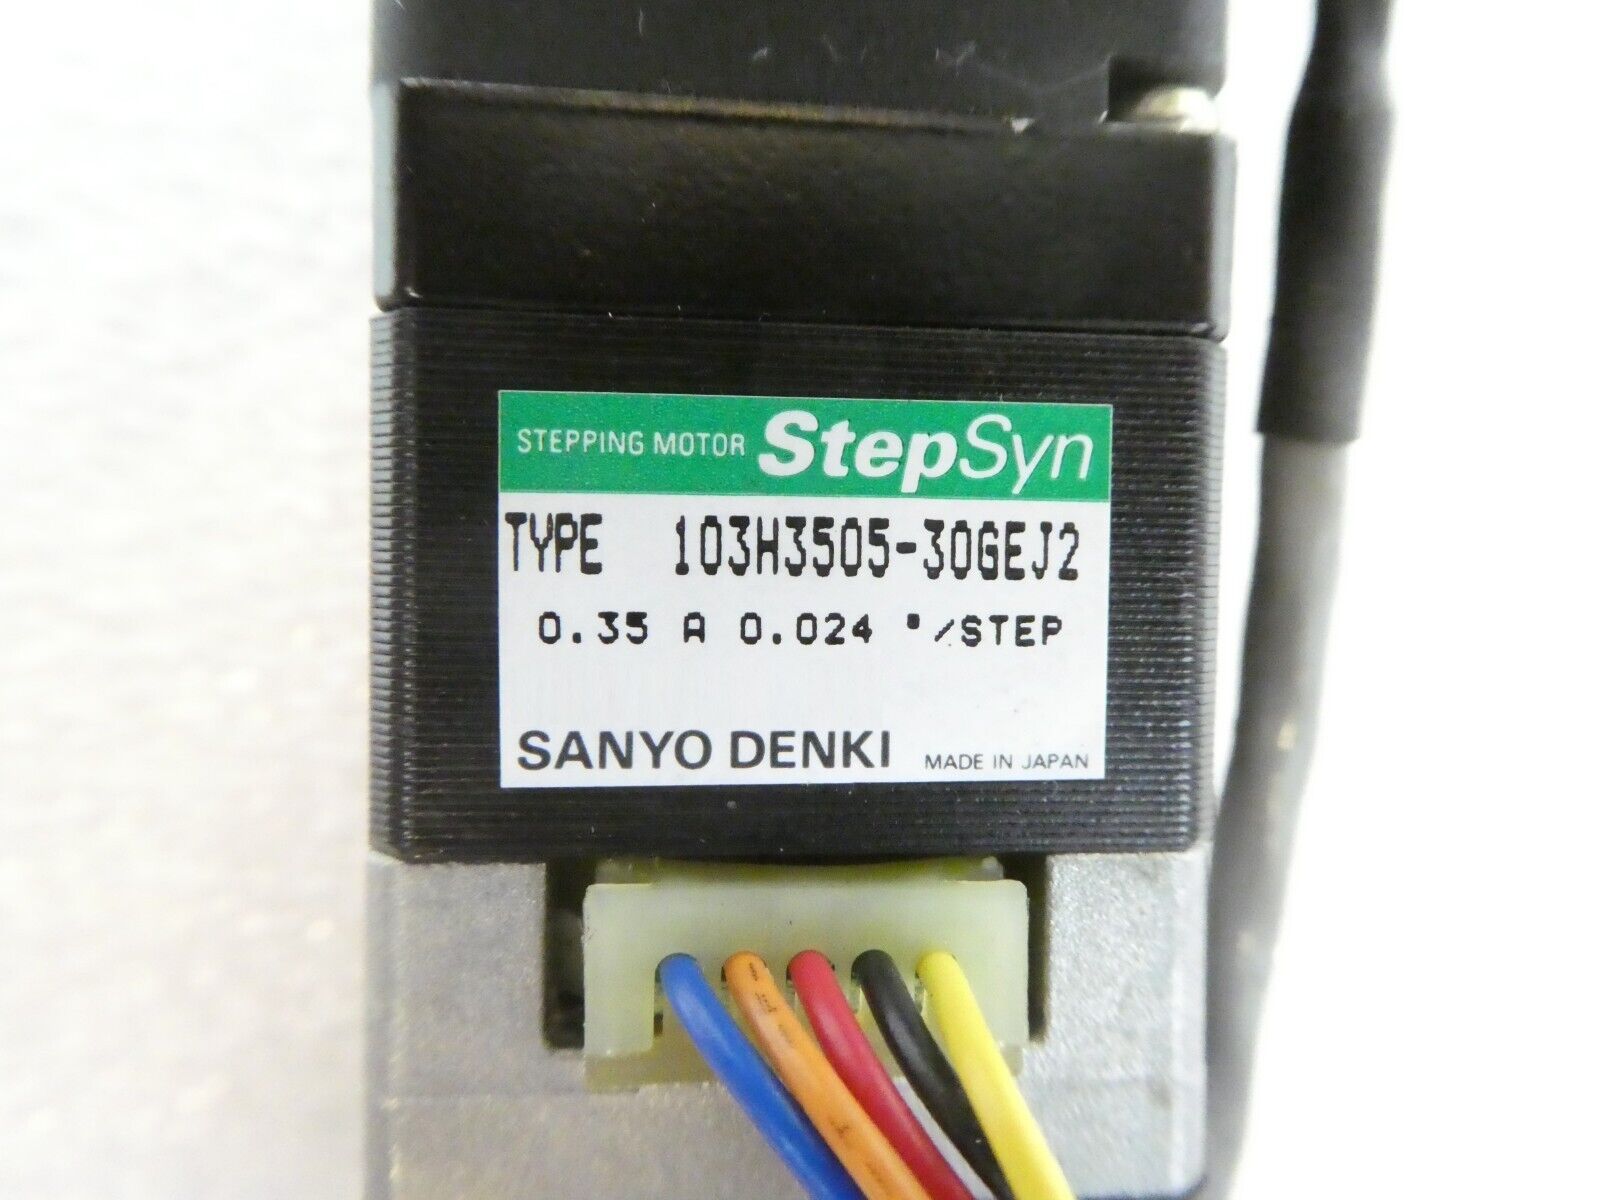 STEPPING MOTOR StepSyn
TYPE 103H3505-30GEJ2
0.35 A 0.024 °/STEP
SANYO DENKI MADE IN JAPAN